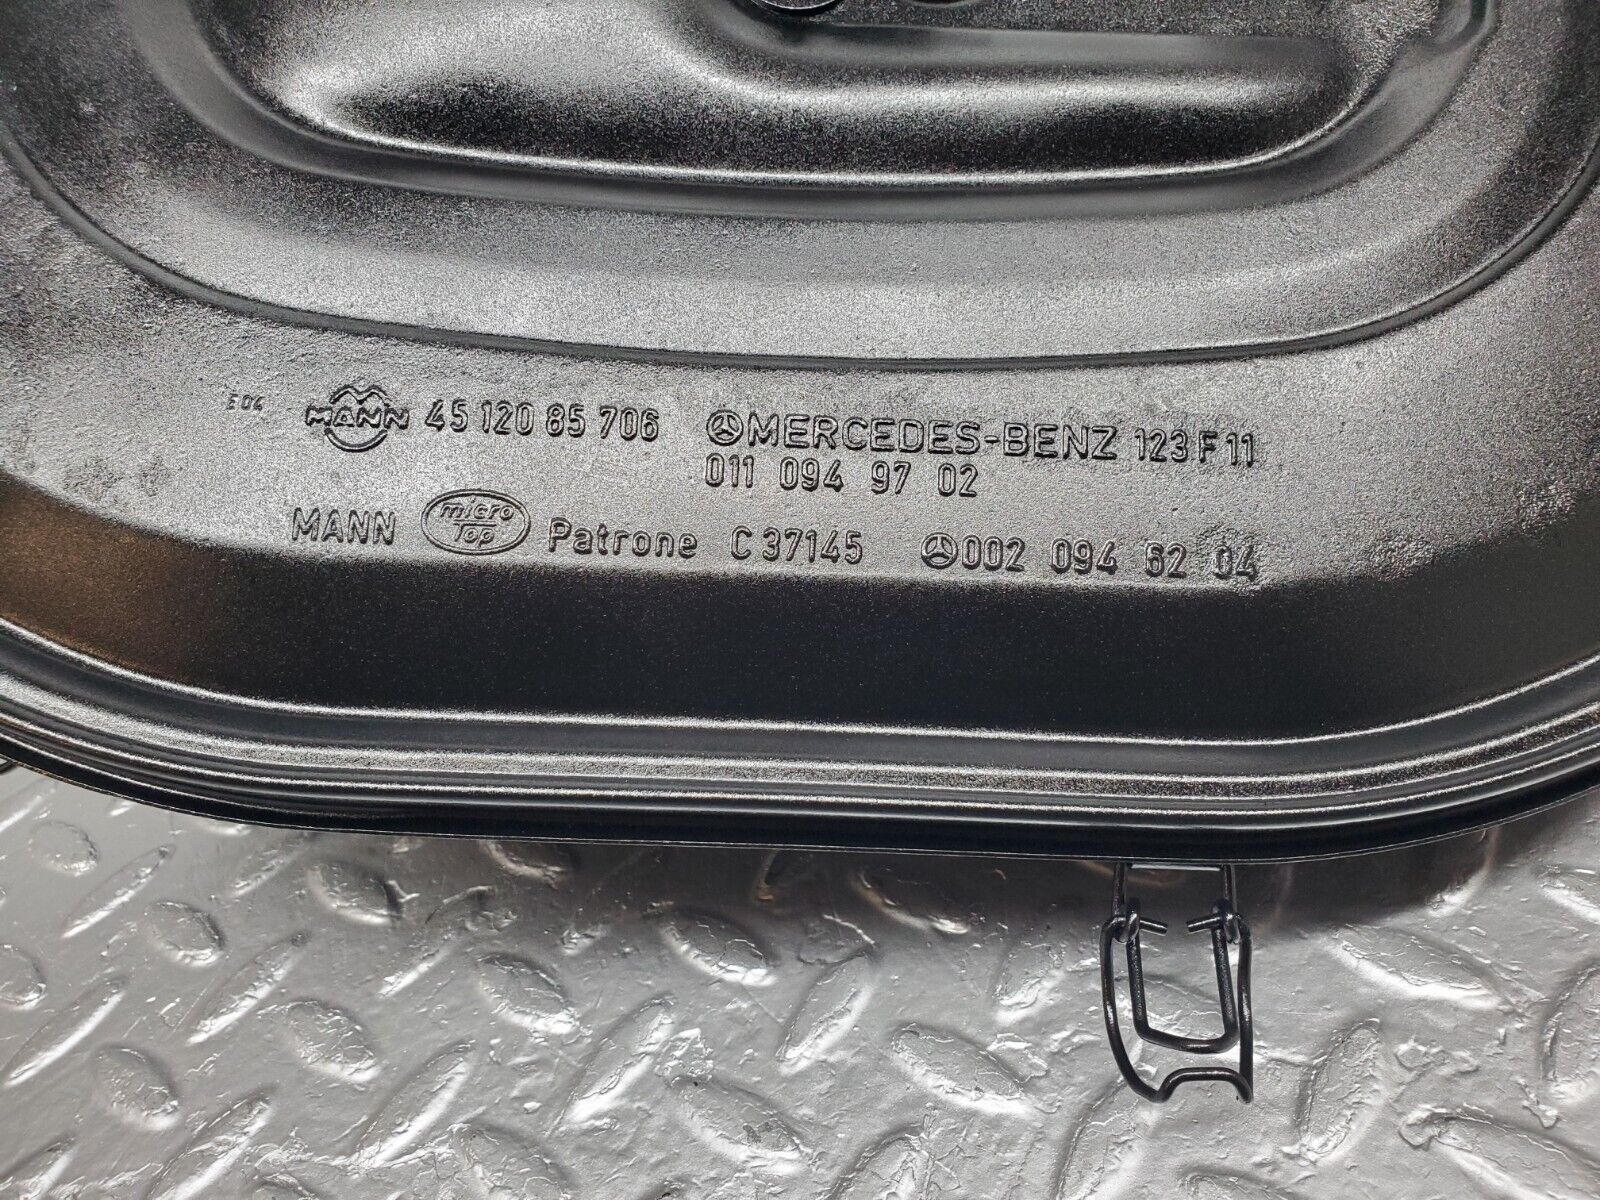 E04 MANN 45 120 85 706 MERCEDES-BENZ 123 F 11
011 094 97 02
MANN micro Top Patrone C 37145 002 094 62 04